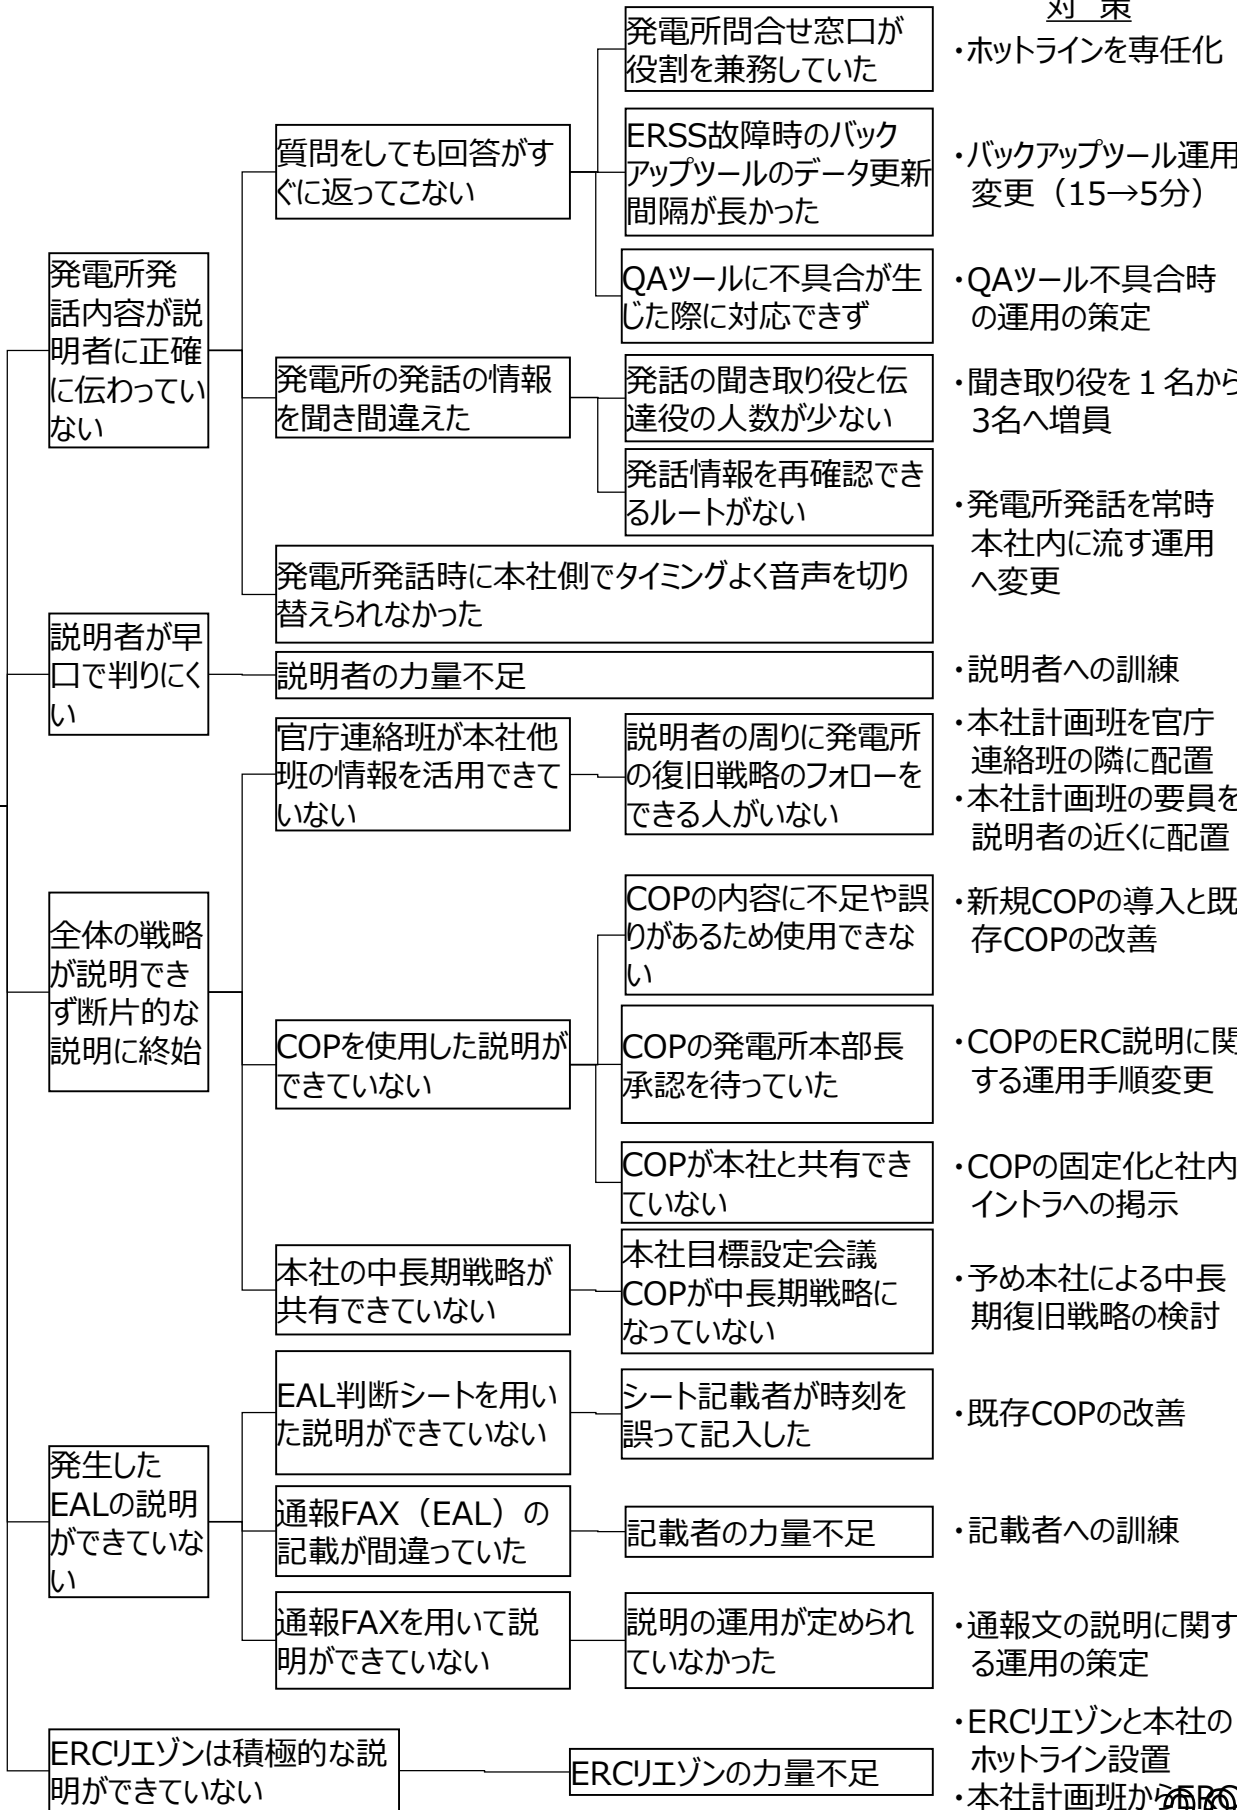 対　策
発電所問合せ窓口が
役割を兼務していた
・ホットラインを専任化
質問をしても回答がす
ぐに返ってこない
ERSS故障時のバック
アップツールのデータ更新
間隔が長かった
・バックアップツール運用
変更（15→5分）
QAツールに不具合が生
じた際に対応できず
・QAツール不具合時
の運用の策定
発電所発
話内容が説
明者に正確
に伝わってい
ない
発電所の発話の情報
を聞き間違えた
発話の聞き取り役と伝
達役の人数が少ない
・聞き取り役を１名から
3名へ増員
発話情報を再確認でき
るルートがない
・発電所発話を常時
本社内に流す運用
へ変更
発電所発話時に本社側でタイミングよく音声を切り
替えられなかった
説明者が早
口で判りにく
い
説明者の力量不足
・説明者への訓練
官庁連絡班が本社他
班の情報を活用できて
いない
説明者の周りに発電所
の復旧戦略のフォローを
できる人がいない
・本社計画班を官庁
連絡班の隣に配置
・本社計画班の要員を
説明者の近くに配置
全体の戦略
が説明でき
ず断片的な
説明に終始
COPを使用した説明が
できていない
COPの内容に不足や誤
りがあるため使用できな
い
・新規COPの導入と既
存COPの改善
COPの発電所本部長
承認を待っていた
・COPのERC説明に関
する運用手順変更
COPが本社と共有でき
ていない
・COPの固定化と社内
イントラへの掲示
本社の中長期戦略が
共有できていない
本社目標設定会議
COPが中長期戦略に
なっていない
・予め本社による中長
期復旧戦略の検討
発生した
EALの説明
ができていな
い
EAL判断シートを用い
た説明ができていない
シート記載者が時刻を
誤って記入した
・既存COPの改善
通報FAX（EAL）の
記載が間違っていた
記載者の力量不足
・記載者への訓練
通報FAXを用いて説
明ができていない
説明の運用が定められ
ていなかった
・通報文の説明に関す
る運用の策定
ERCリエゾンは積極的な説
明ができていない
ERCリエゾンの力量不足
・ERCリエゾンと本社の
ホットライン設置
・本社計画班からERC